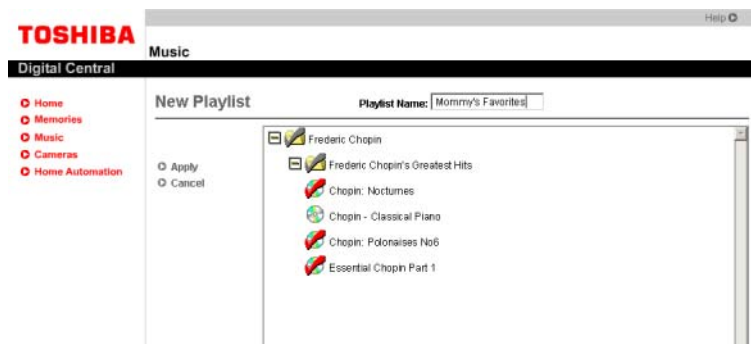 Help
TOSHIBA
Music
Digital Central
Home
Memories
Music
Cameras
Home Automation
New Playlist
Playlist Name: Mommy's Favorites
Apply
Cancel
Frederic Chopin
Frederic Chopin's Greatest Hits
Chopin: Nocturnes
Chopin - Classical Piano
Chopin: Polonaises No6
Essential Chopin Part 1